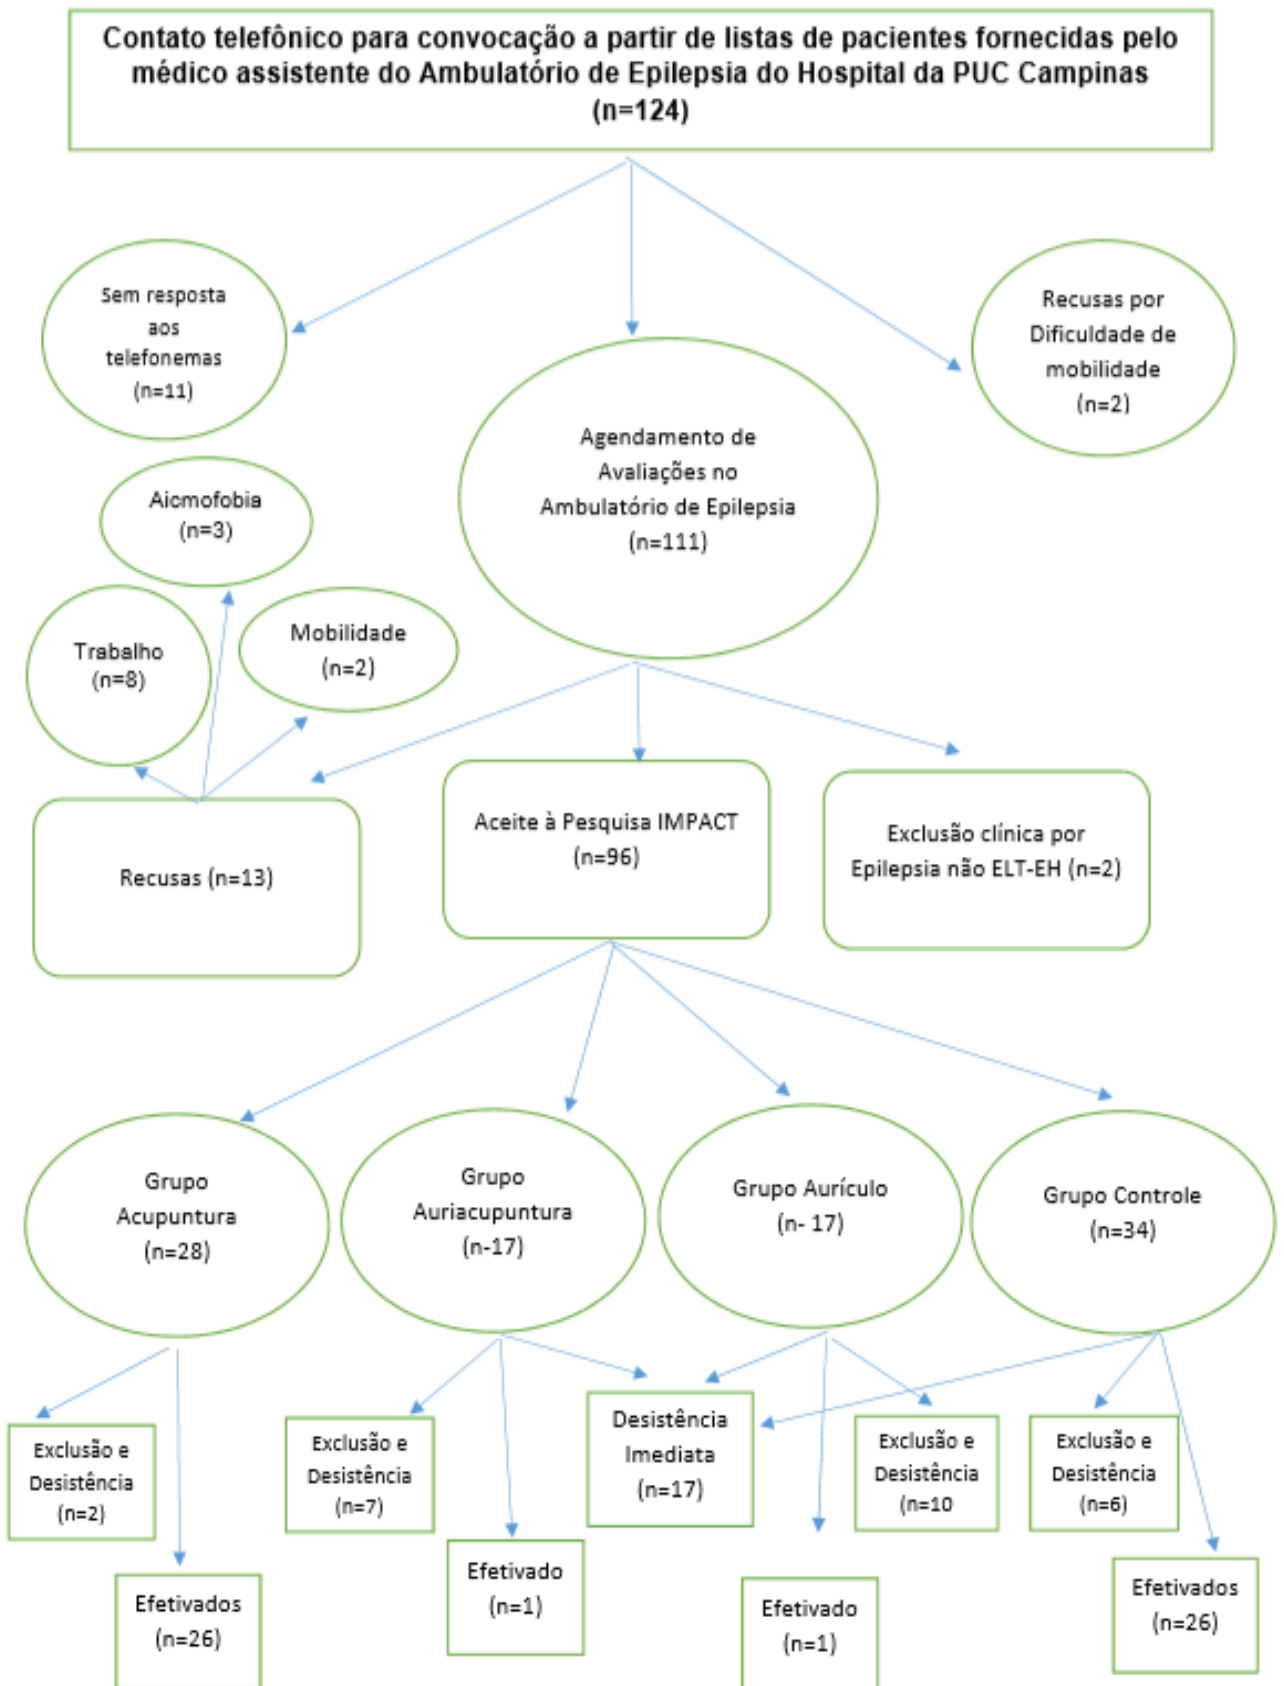 Contato telefônico para convocação a partir de listas de pacientes fornecidas pelo
médico assistente do Ambulatório de Epilepsia do Hospital da PUC Campinas
(n=124)
Sem resposta
aos
telefonemas
(n=11)
Recusas por
Dificuldade de
mobilidade
(n=2)
Agendamento de
Avaliações no
Ambulatório de Epilepsia
(n=111)
Aicmofobia
(n=3)
Trabalho
(n=8)
Mobilidade
(n=2)
Recusas (n=13)
Aceite à Pesquisa IMPACT
(n=96)
Exclusão clínica por
Epilepsia não ELT-EH (n=2)
Grupo
Acupuntura
(n=28)
Grupo
Auriacupuntura
(n-17)
Grupo Aurículo
(n- 17)
Grupo Controle
(n=34)
Exclusão e
Desistência
(n=2)
Efetivados
(n=26)
Exclusão e
Desistência
(n=7)
Efetivado
(n=1)
Desistência
Imediata
(n=17)
Efetivado
(n=1)
Exclusão e
Desistência
(n=10
Exclusão e
Desistência
(n=6)
Efetivados
(n=26)